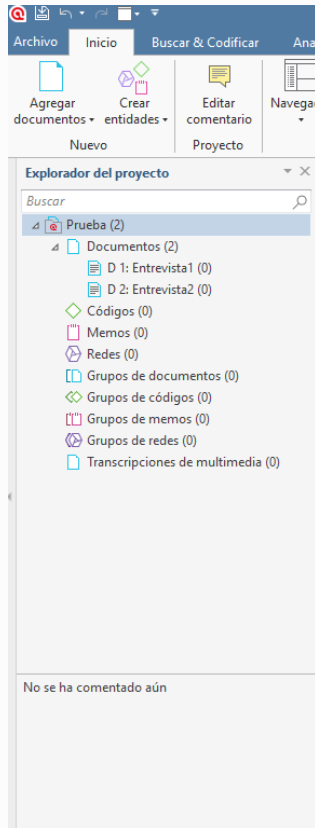 Archivo Inicio Buscar & Codificar
Agregar documentos Crear entidades Editar comentario
Nuevo Proyecto
Explorador del proyecto
Buscar
Prueba (2)
Documentos (2)
D 1: Entrevista1 (0)
D 2: Entrevista2 (0)
Códigos (0)
Memos (0)
Redes (0)
Grupos de documentos (0)
Grupos de códigos (0)
Grupos de memos (0)
Grupos de redes (0)
Transcripciones de multimedia (0)
No se ha comentado aún